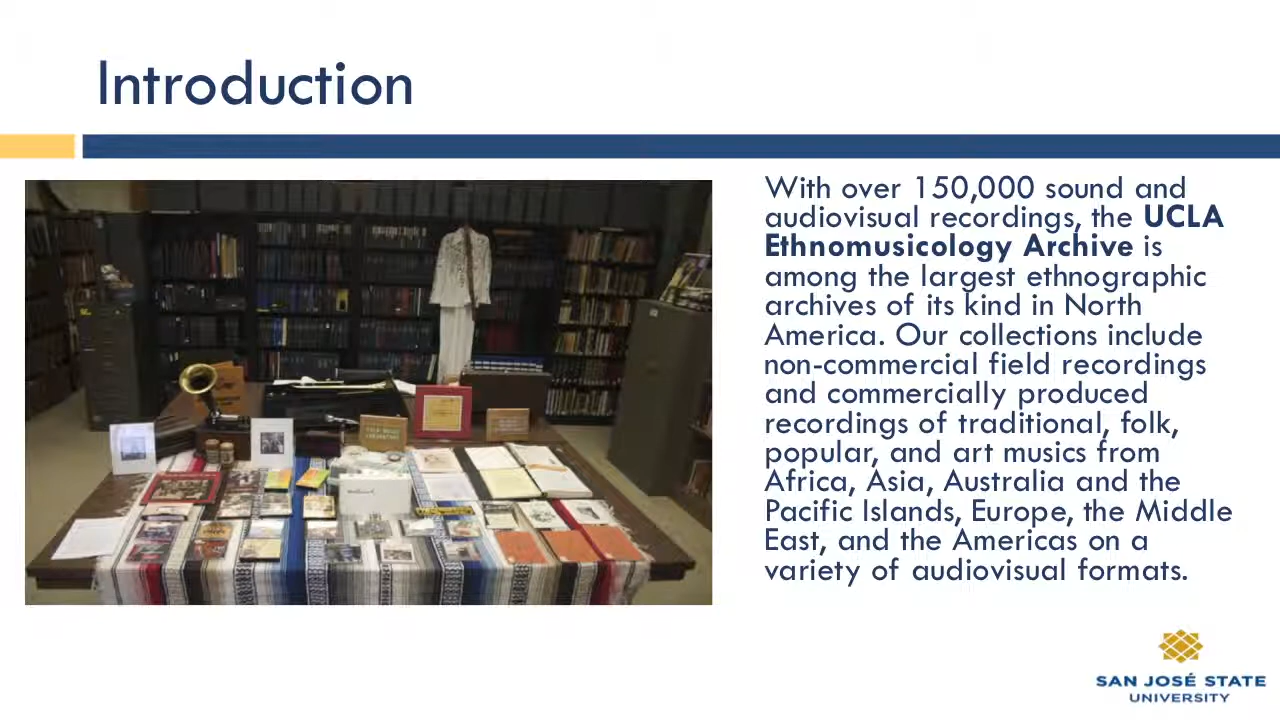 Introduction
With over 150,000 sound and
audiovisual recordings, the UCLA
Ethnomusicology Archive is
among the largest ethnographic
archives of its kind in North
America. Our collections include
non-commercial field recordings
and commercially produced
recordings of traditional, folk,
popular, and art musics from
Africa, Asia, Australia and the
Pacific Islands, Europe, the Middle
East, and the Americas on a
variety of audiovisual formats.
SAN JOSÉ STATE
UNIVERSITY